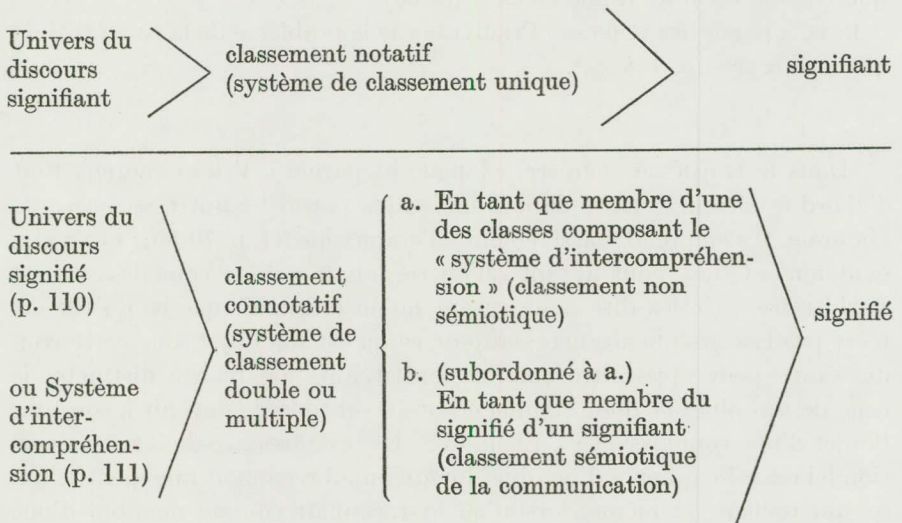 Univers du
discours
signifiant
classement notatif
(système de classement unique)
signifiant
Univers du
discours
signifié
(p. 110)
ou Système
d'inter-
compréhen-
sion (p. 111)
classement
connotatif
(système de
classement
double ou
multiple)
a. En tant que membre d'une
des classes composant le
« système d'intercompréhen-
sion » (classement non
sémiotique)
b. (subordonné à a.)
En tant que membre du
signifié d'un signifiant
(classement sémiotique
de la communication)
signifié